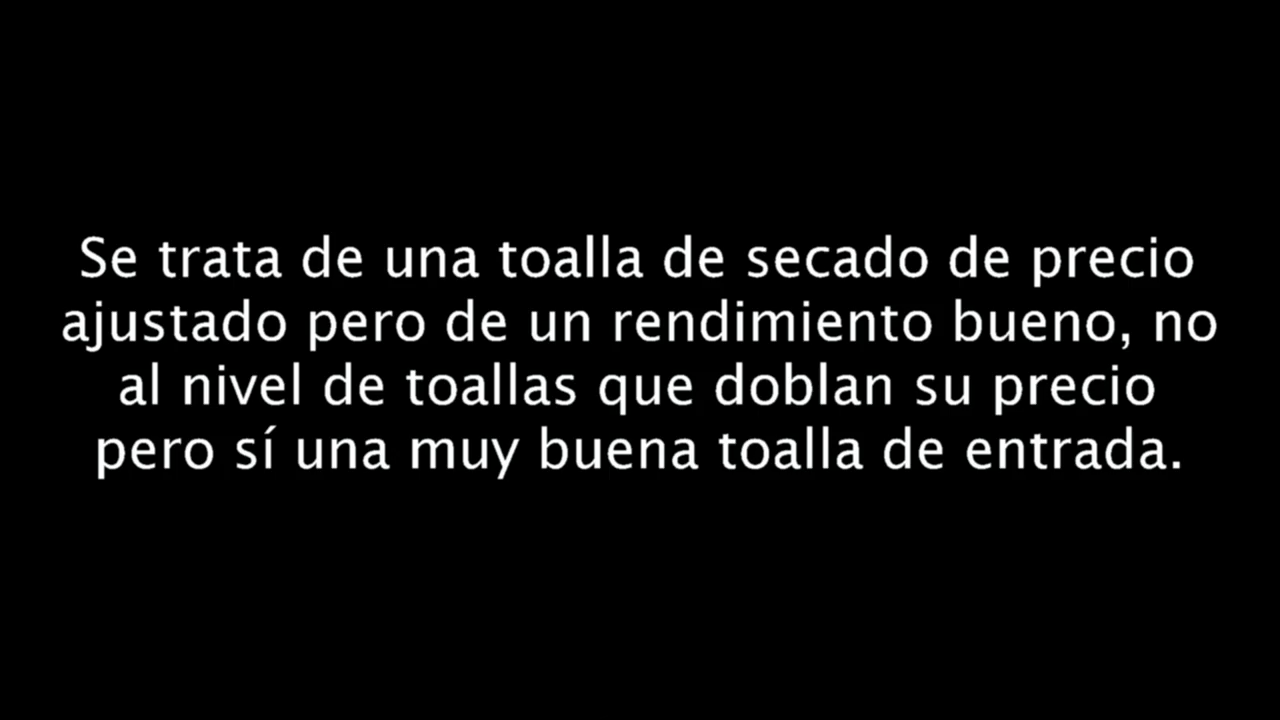 Se trata de una toalla de secado de precio
ajustado pero de un rendimiento bueno, no
al nivel de toallas que doblan su precio
pero sí una muy buena toalla de entrada.